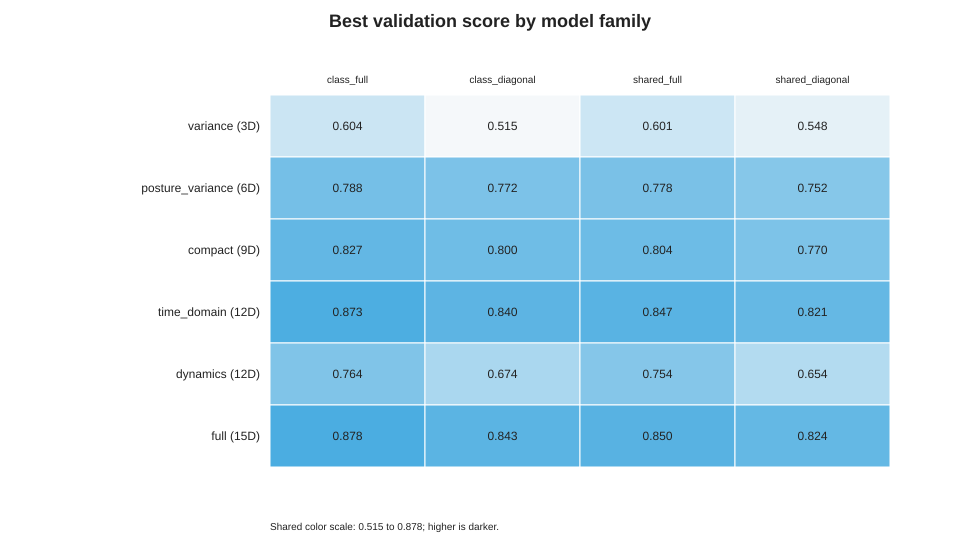 Best validation score by model family
class_full class_diagonal shared_full shared_diagonal
variance (3D) 0.604 0.515 0.601 0.548
posture_variance (6D) 0.788 0.772 0.778 0.752
compact (9D) 0.827 0.800 0.804 0.770
time_domain (12D) 0.873 0.840 0.847 0.821
dynamics (12D) 0.764 0.674 0.754 0.654
full (15D) 0.878 0.843 0.850 0.824
Shared color scale: 0.515 to 0.878; higher is darker.